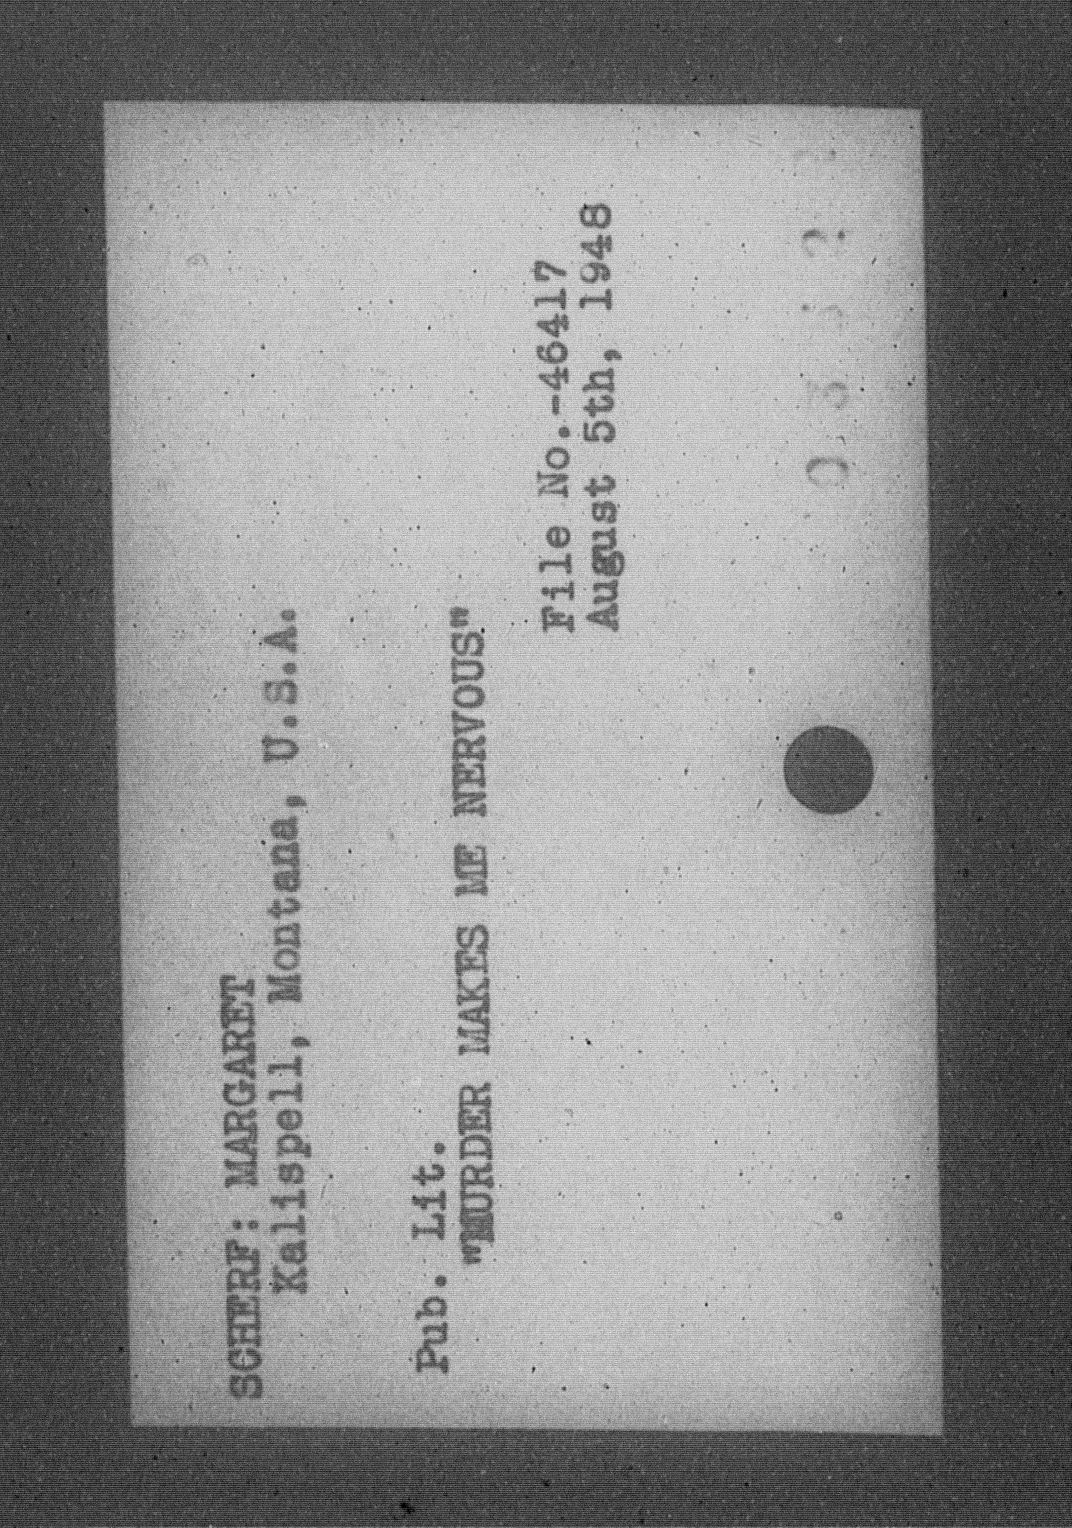 SCHERF: MARGARET
Kalispell, Montana, U.S.A.
Pub. Lit.
"MURDER MAKES ME NERVOUS"
File No.-46417
August 5th, 1948